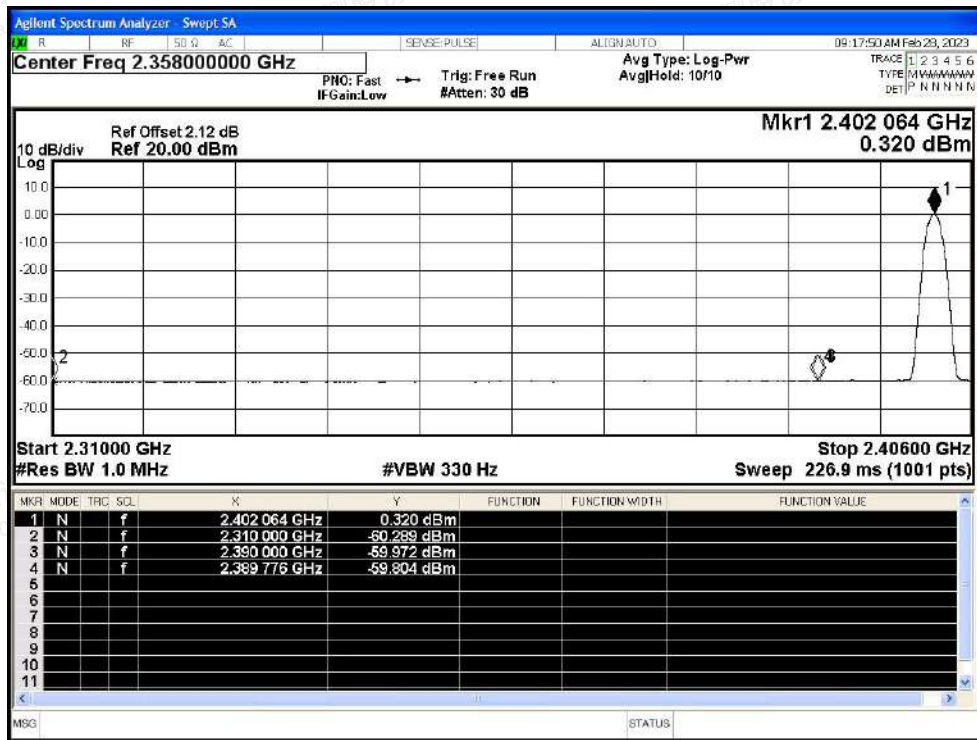 Agilent Spectrum Analyzer - Swept SA
LXI R RF 50 Ω AC SENSE:PULSE ALIGNAUTO 09:17:50 AM Feb 28, 2023
Center Freq 2.358000000 GHz
PNO: Fast
IFGain:Low
Trig: Free Run
#Atten: 30 dB
Avg Type: Log-Pwr
Avg|Hold: 10/10
TRACE 1 2 3 4 5 6
TYPE M
DET P N N N N N
Ref Offset 2.12 dB
10 dB/div Ref 20.00 dBm
Log
Mkr1 2.402 064 GHz
0.320 dBm
10.0
0.00
-10.0
-20.0
-30.0
-40.0
-50.0
-60.0
-70.0
1
2
Start 2.31000 GHz
Stop 2.40600 GHz
#Res BW 1.0 MHz #VBW 330 Hz Sweep 226.9 ms (1001 pts)
MKR MODE TRC SCL X Y FUNCTION FUNCTION WIDTH FUNCTION VALUE
1 N f 2.402 064 GHz 0.320 dBm
2 N f 2.310 000 GHz -60.289 dBm
3 N f 2.390 000 GHz -59.972 dBm
4 N f 2.389 776 GHz -59.804 dBm
5
6
7
8
9
10
11
MSG STATUS